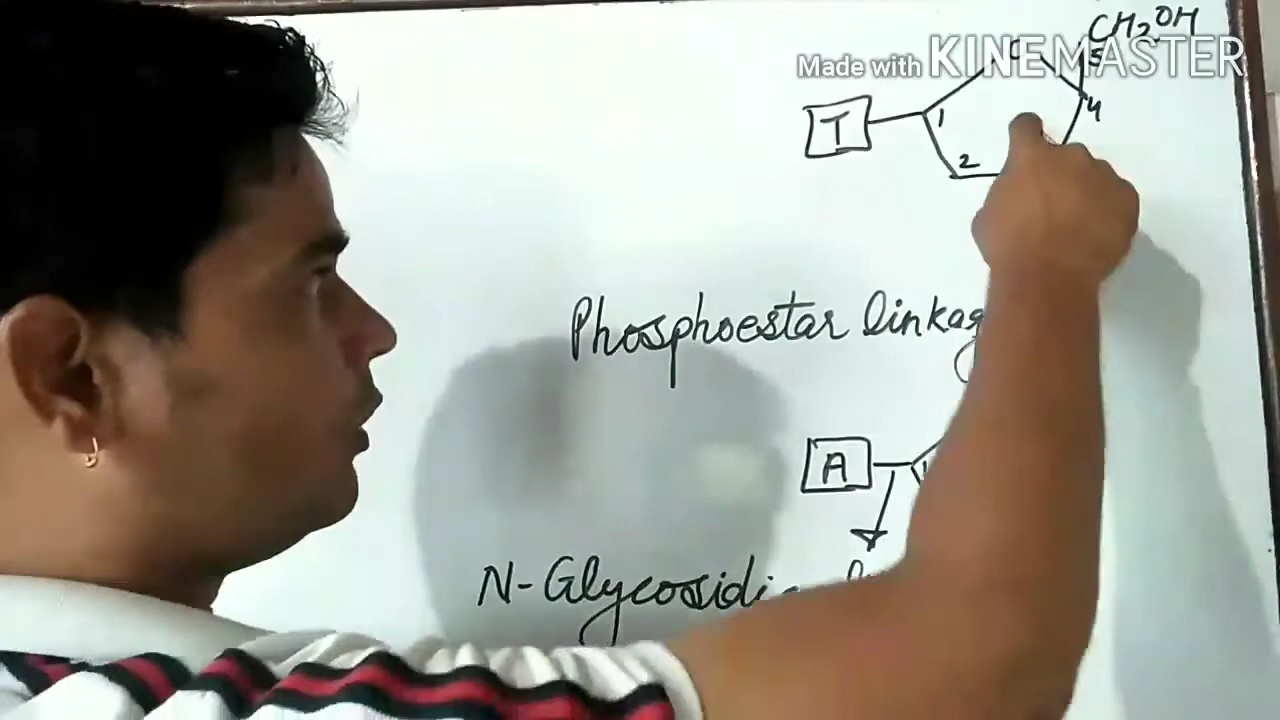 CH2OH
Made with KINEMASTER
5
T
1
4
2
Phosphoestar linkag
A
N-Glycosidi